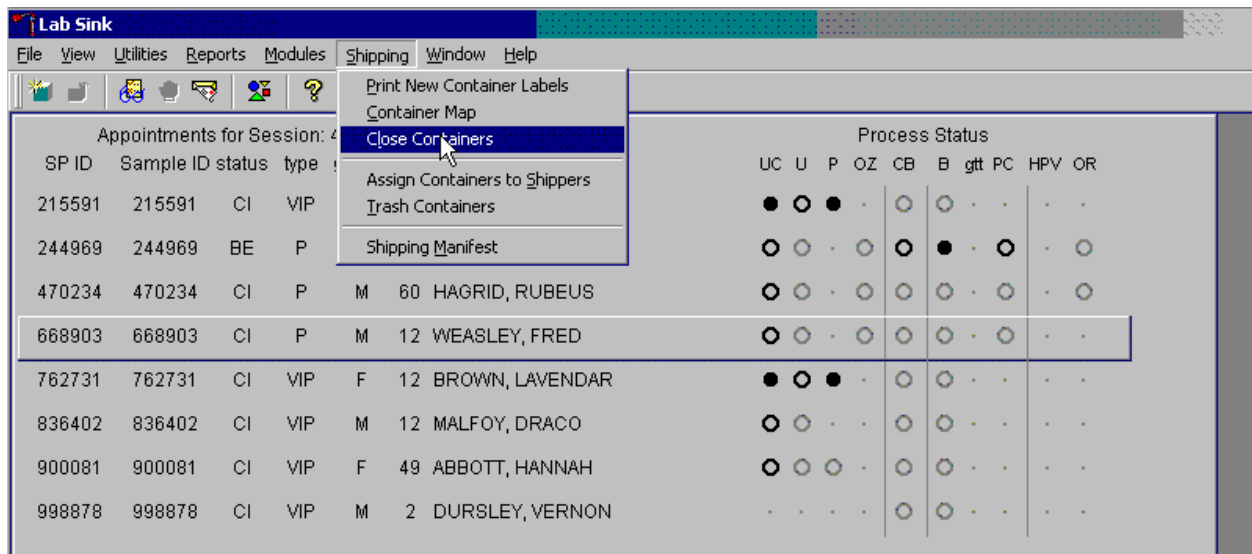 Lab Sink
File View Utilities Reports Modules Shipping Window Help
Print New Container Labels
Container Map
Close Containers
Assign Containers to Shippers
Trash Containers
Shipping Manifest
Appointments for Session: Process Status
SP ID Sample ID status type UC U P OZ CB B gtt PC HPV OR
215591 215591 CI VIP
244969 244969 BE P
470234 470234 CI P M 60 HAGRID, RUBEUS
668903 668903 CI P M 12 WEASLEY, FRED
762731 762731 CI VIP F 12 BROWN, LAVENDAR
836402 836402 CI VIP M 12 MALFOY, DRACO
900081 900081 CI VIP F 49 ABBOTT, HANNAH
998878 998878 CI VIP M 2 DURSLEY, VERNON